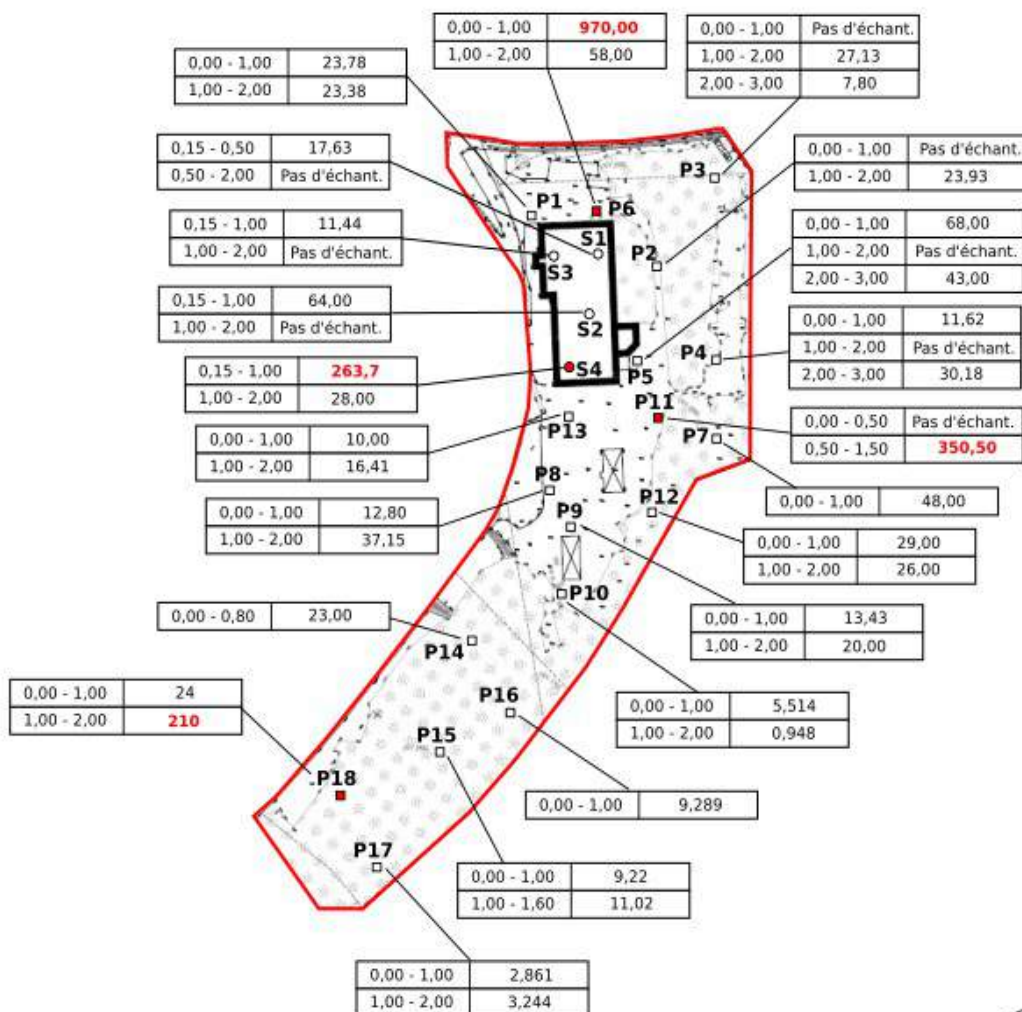 0,00 - 1,00 970,00
1,00 - 2,00 58,00
0,00 - 1,00 Pas d'échant.
1,00 - 2,00 27,13
2,00 - 3,00 7,80
0,00 - 1,00 23,78
1,00 - 2,00 23,38
0,15 - 0,50 17,63
0,50 - 2,00 Pas d'échant.
0,00 - 1,00 Pas d'échant.
1,00 - 2,00 23,93
P3
P1
P6
0,15 - 1,00 11,44
1,00 - 2,00 Pas d'échant.
S1
S3
P2
0,00 - 1,00 68,00
1,00 - 2,00 Pas d'échant.
2,00 - 3,00 43,00
0,15 - 1,00 64,00
1,00 - 2,00 Pas d'échant.
S2
0,00 - 1,00 11,62
1,00 - 2,00 Pas d'échant.
2,00 - 3,00 30,18
P4
0,15 - 1,00 263,7
1,00 - 2,00 28,00
S4
P5
P11
0,00 - 0,50 Pas d'échant.
0,50 - 1,50 350,50
P13
P7
0,00 - 1,00 10,00
1,00 - 2,00 16,41
P8
P12
0,00 - 1,00 48,00
0,00 - 1,00 12,80
1,00 - 2,00 37,15
P9
0,00 - 1,00 29,00
1,00 - 2,00 26,00
P10
0,00 - 0,80 23,00
0,00 - 1,00 13,43
1,00 - 2,00 20,00
P14
0,00 - 1,00 24
1,00 - 2,00 210
P16
0,00 - 1,00 5,514
1,00 - 2,00 0,948
P15
P18
0,00 - 1,00 9,289
P17
0,00 - 1,00 9,22
1,00 - 1,60 11,02
0,00 - 1,00 2,861
1,00 - 2,00 3,244